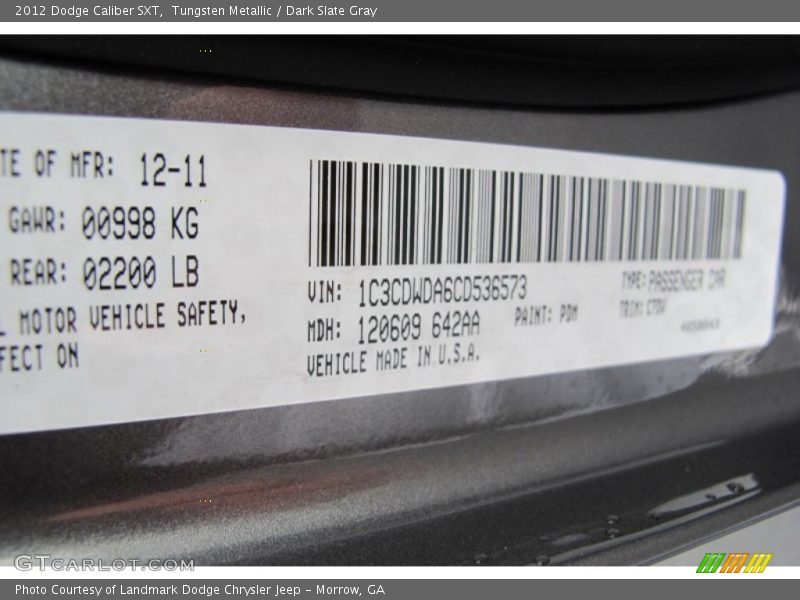 2012 Dodge Caliber SXT, Tungsten Metallic / Dark Slate Gray
TE OF MFR: 12-11
GAWR: 00998 KG
REAR: 02200 LB
L MOTOR VEHICLE SAFETY,
FECT ON
VIN: 1C3CDWDA6CD536573
TYPE: PASSENGER CAR
MDH: 120609 642AA
PAINT: PDM
TRIM: C7DV
VEHICLE MADE IN U.S.A.
GTCarLot.com
Photo Courtesy of Landmark Dodge Chrysler Jeep – Morrow, GA